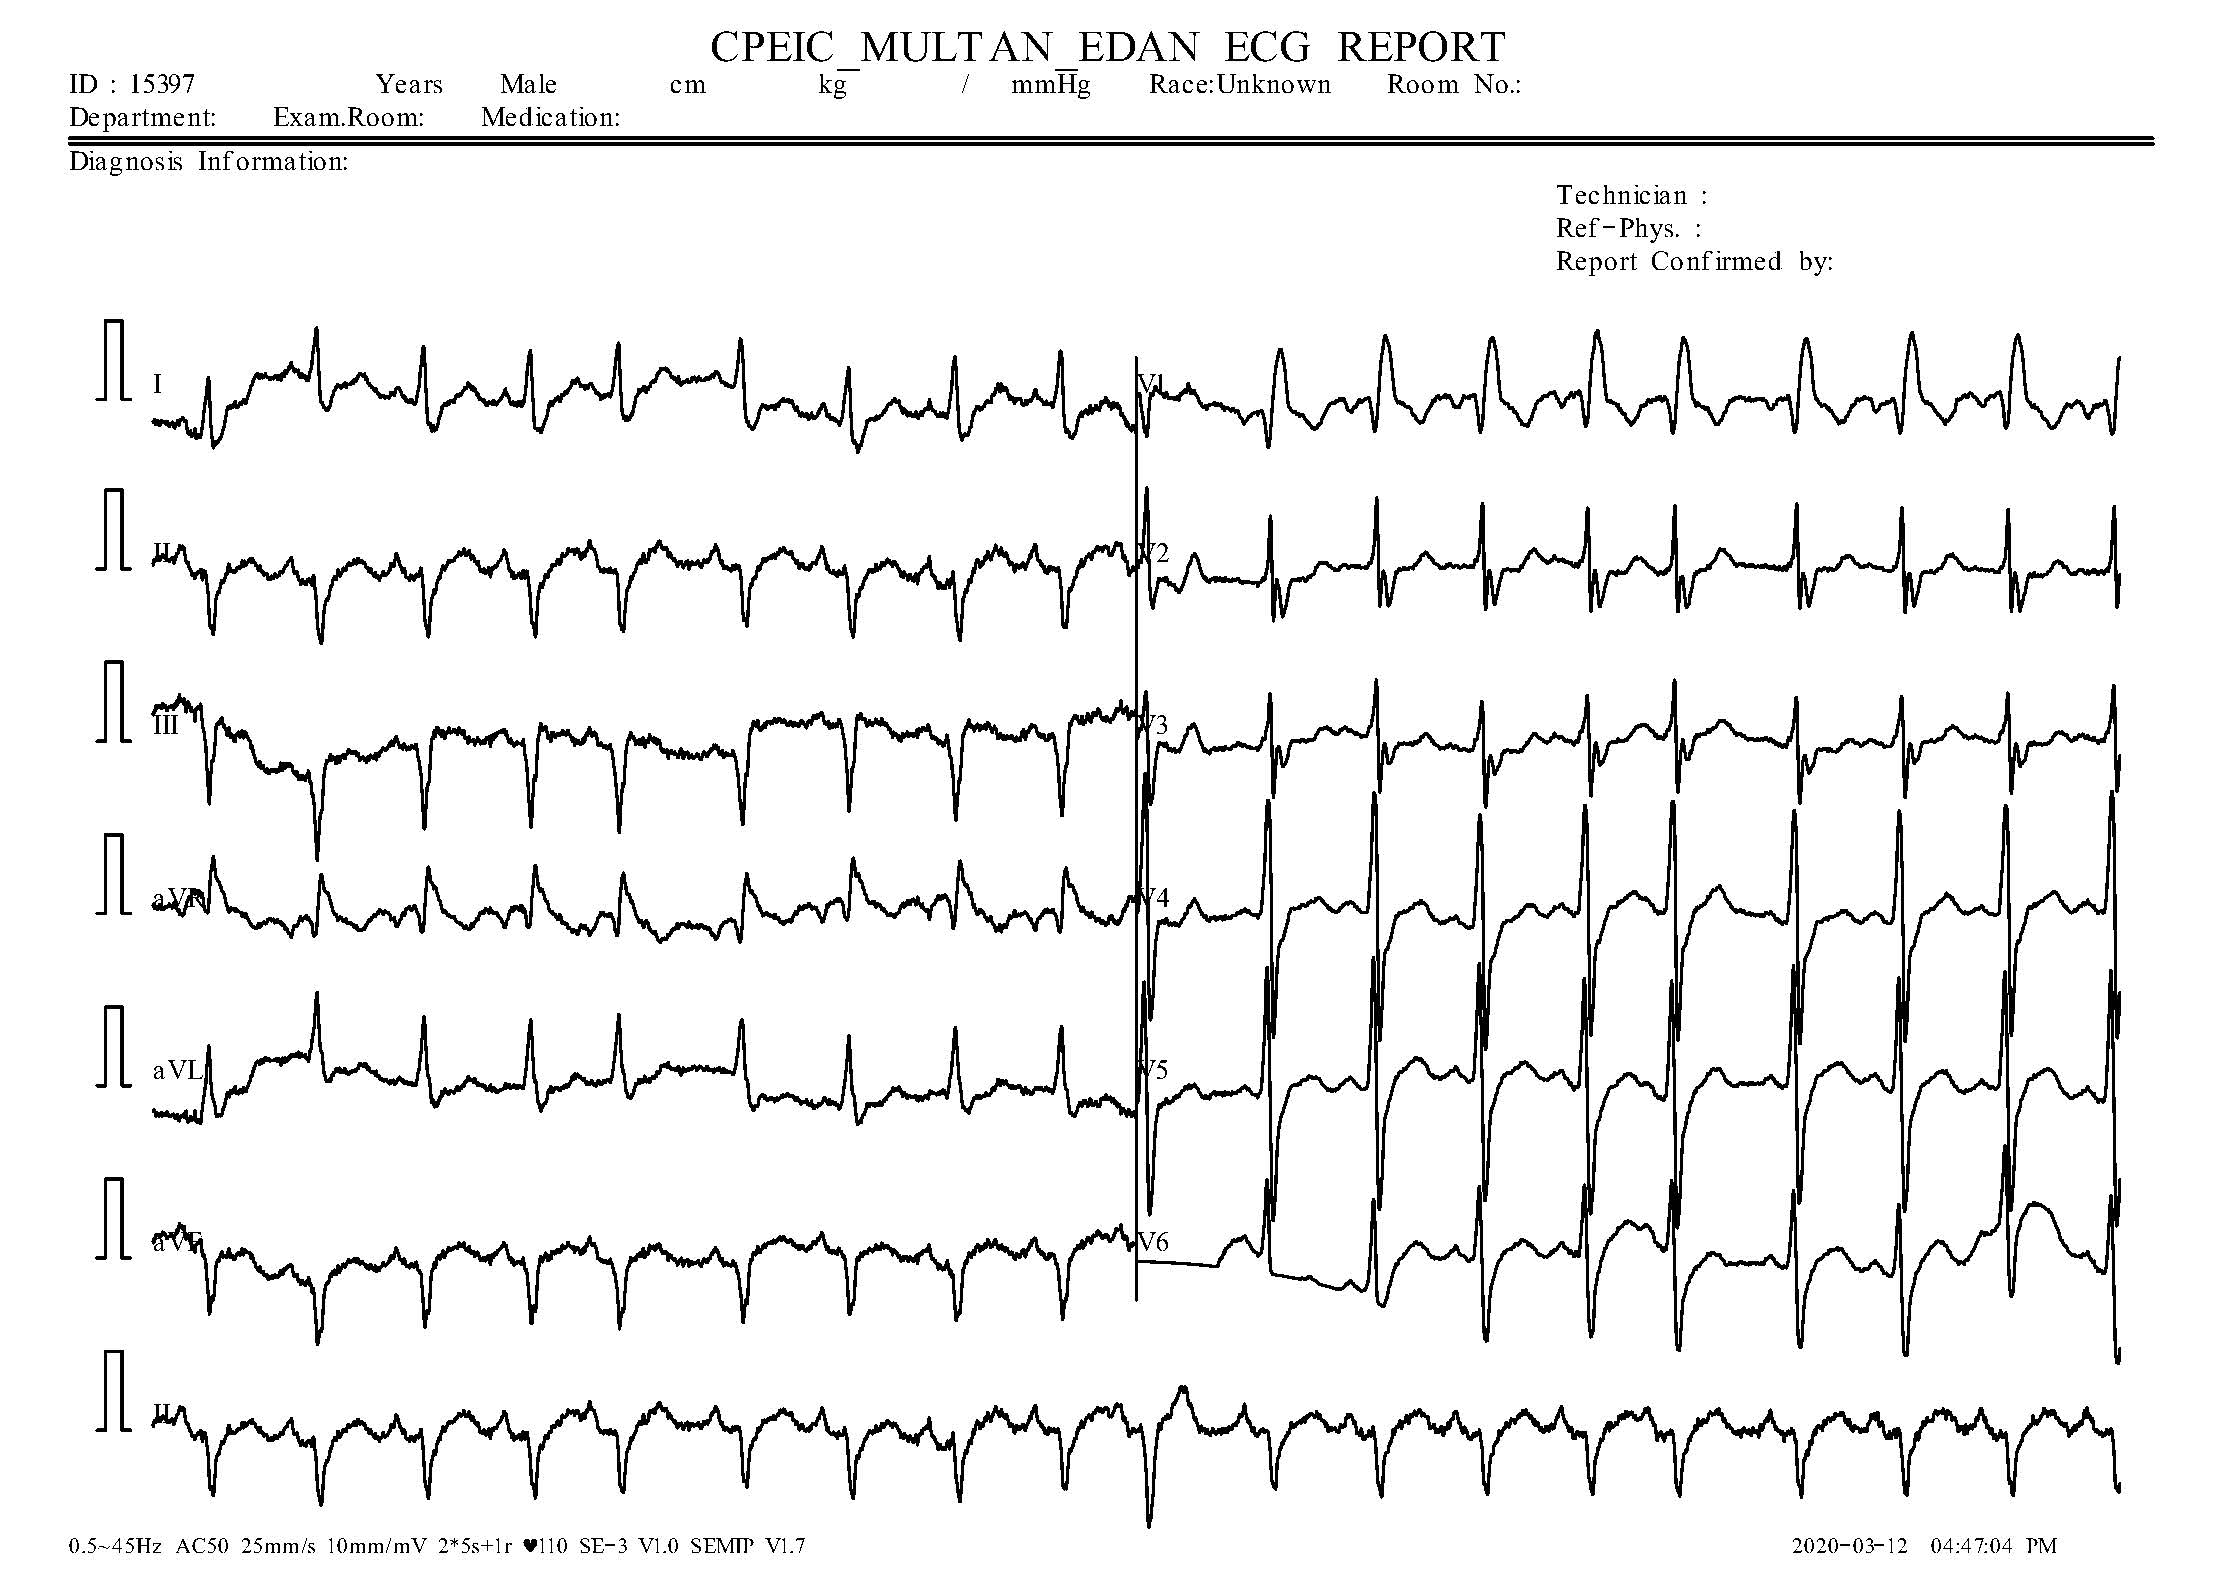 CPEIC_MULTAN_EDAN ECG REPORT
ID : 15397 Years Male cm kg / mmHg Race:Unknown Room No.:
Department: Exam.Room: Medication:
Diagnosis Information:
Technician :
Ref-Phys. :
Report Confirmed by:
I V1
II V2
III V3
aVR V4
aVL V5
aVF V6
II
0.5~45Hz AC50 25mm/s 10mm/mV 2*5s+1r ♥110 SE-3 V1.0 SEMIP V1.7 2020-03-12 04:47:04 PM